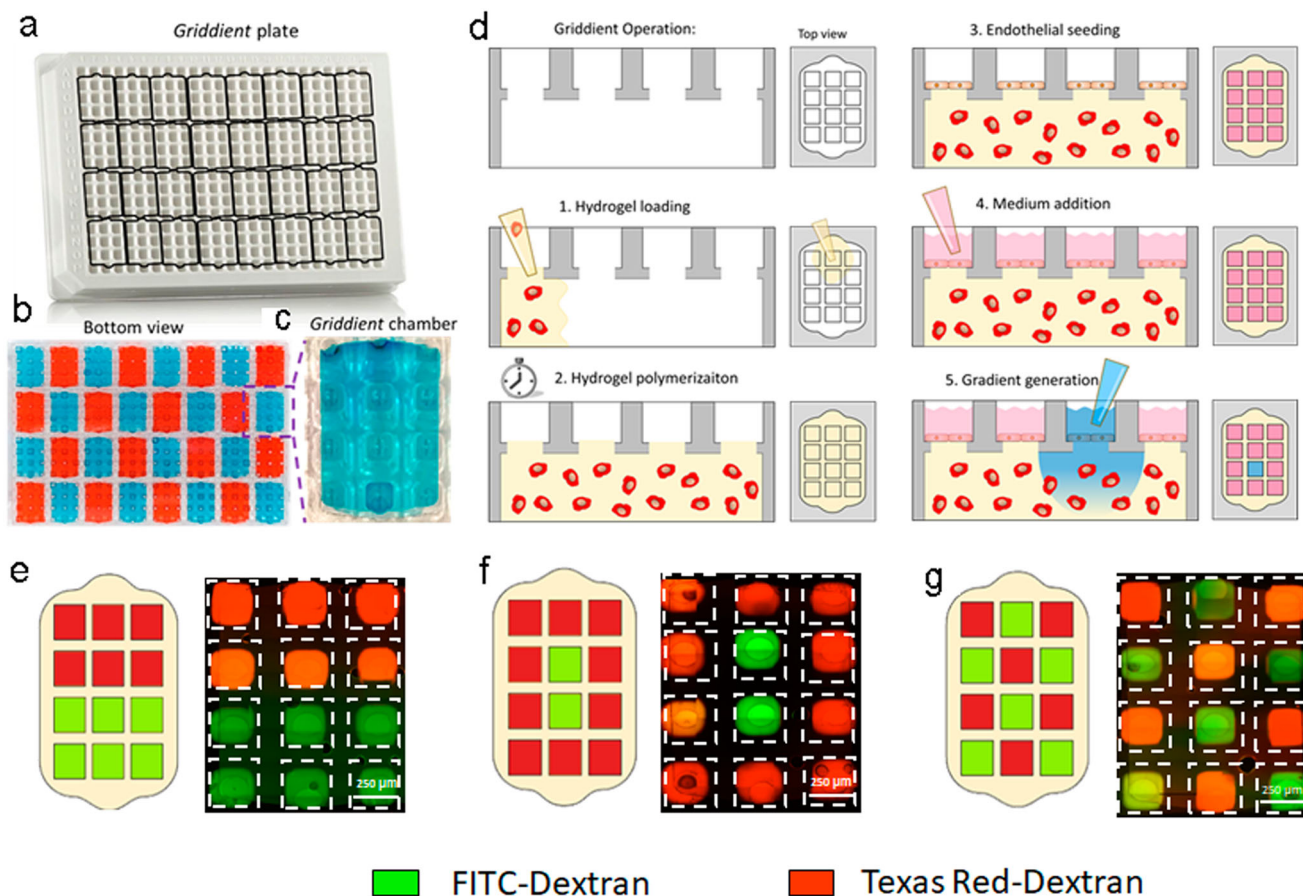 a
Griddient plate
b
Bottom view
c
Griddient chamber
d
Griddient Operation:
Top view
1. Hydrogel loading
2. Hydrogel polymerizaiton
3. Endothelial seeding
4. Medium addition
5. Gradient generation
e
250 µm
f
250 µm
g
250 µm
FITC-Dextran
Texas Red-Dextran